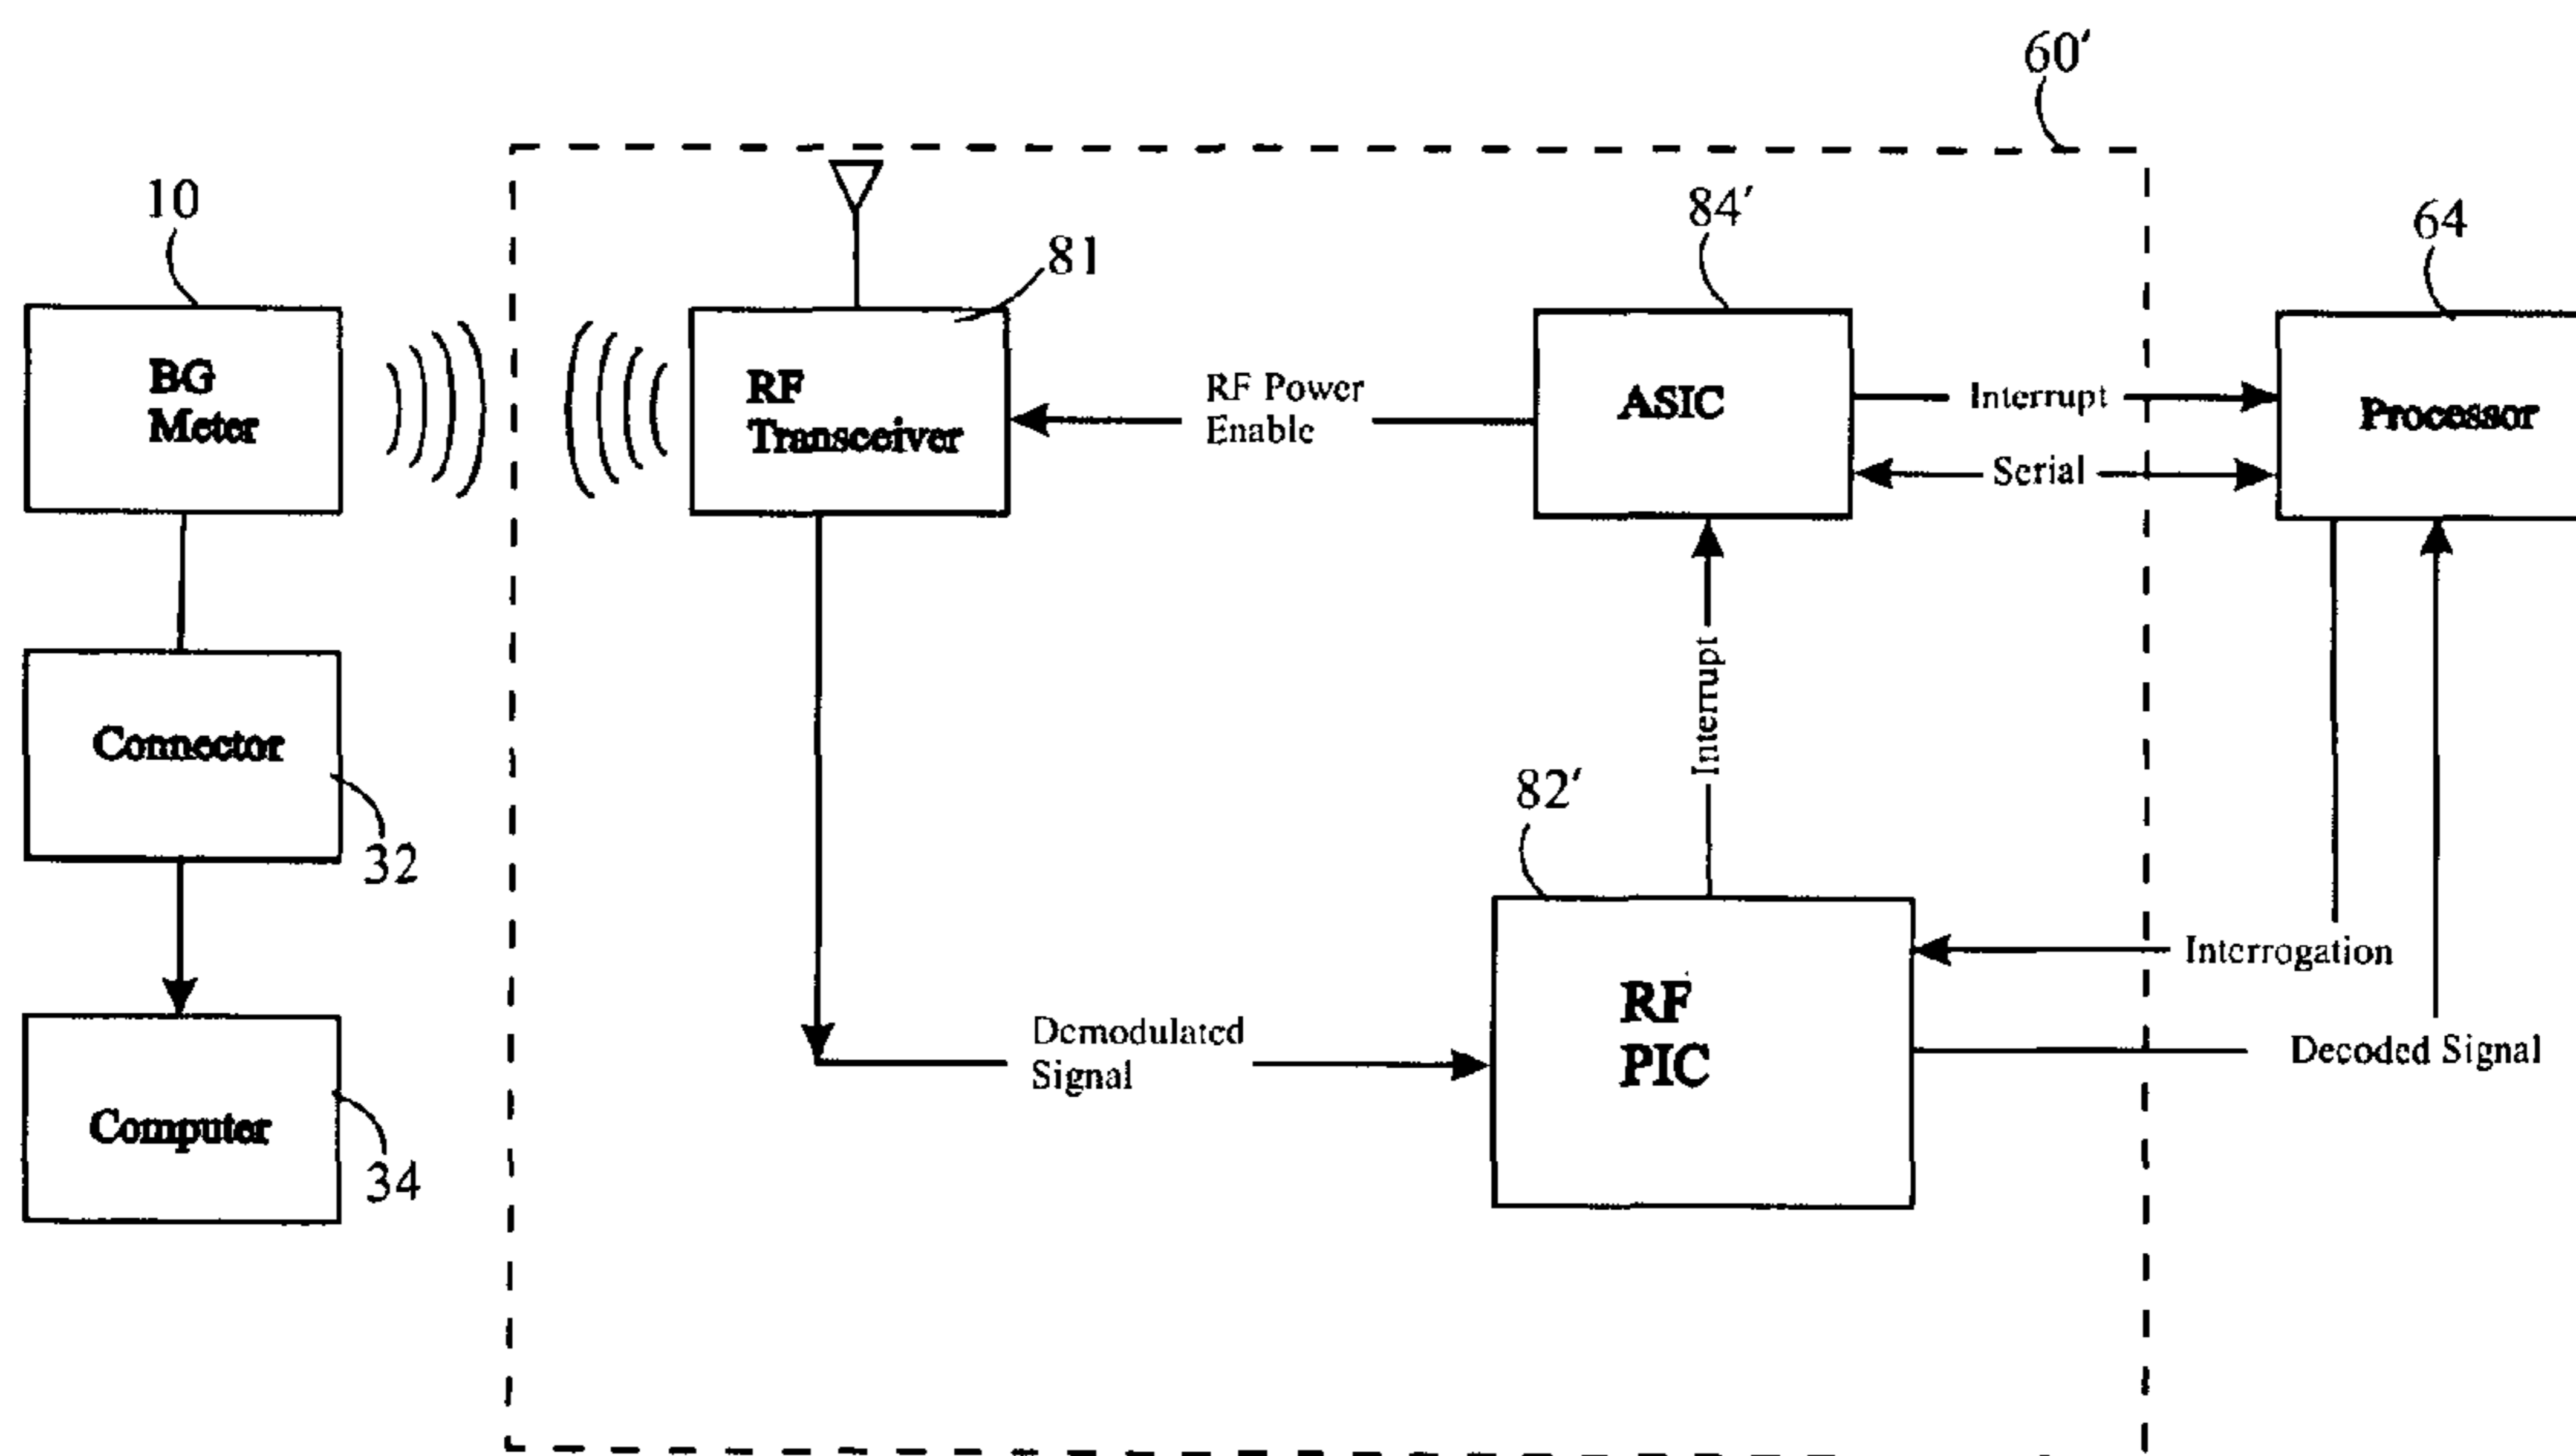 60′
10
84′
64
81
BG
Meter
RF
Transceiver
RF Power
Enable
ASIC
Interrupt
Serial
Processor
Connector
32
Interrupt
82′
Interrogation
RF
PIC
Demodulated
Signal
Decoded Signal
Computer
34